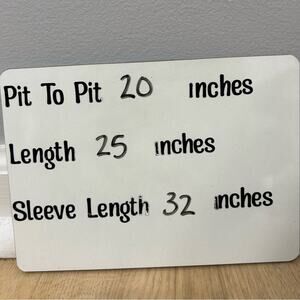 Pit To Pit 20 inches
Length 25 inches
Sleeve Length 32 inches